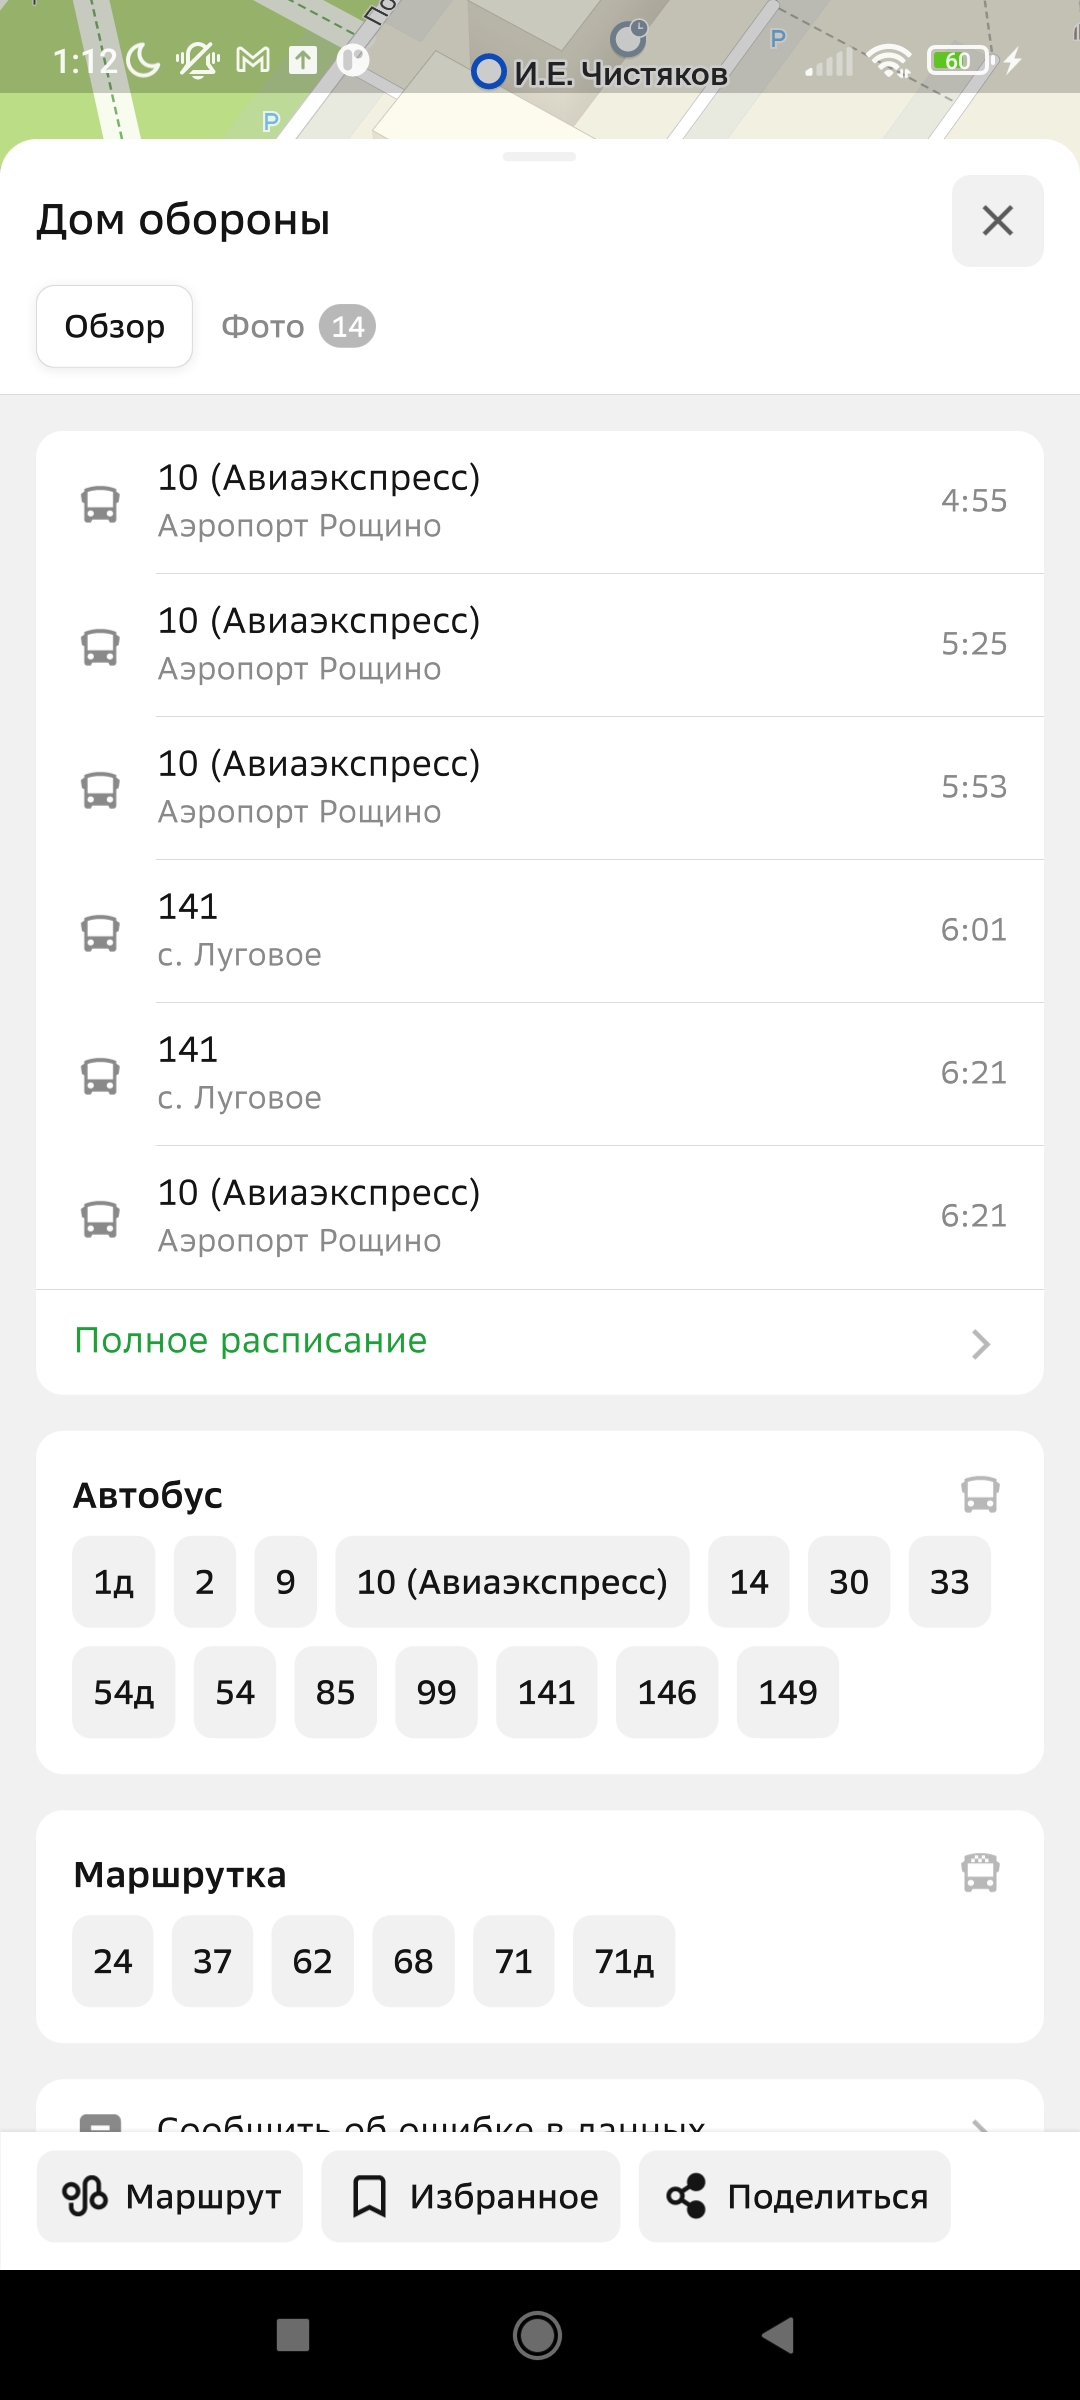 1:12
60
И.Е. Чистяков
P
P
Дом обороны
Обзор
Фото 14
10 (Авиаэкспресс)
Аэропорт Рощино
4:55
10 (Авиаэкспресс)
Аэропорт Рощино
5:25
10 (Авиаэкспресс)
Аэропорт Рощино
5:53
141
с. Луговое
6:01
141
с. Луговое
6:21
10 (Авиаэкспресс)
Аэропорт Рощино
6:21
Полное расписание
Автобус
1д 2 9 10 (Авиаэкспресс) 14 30 33
54д 54 85 99 141 146 149
Маршрутка
24 37 62 68 71 71д
Сообщить об ошибке в данных
Маршрут Избранное Поделиться